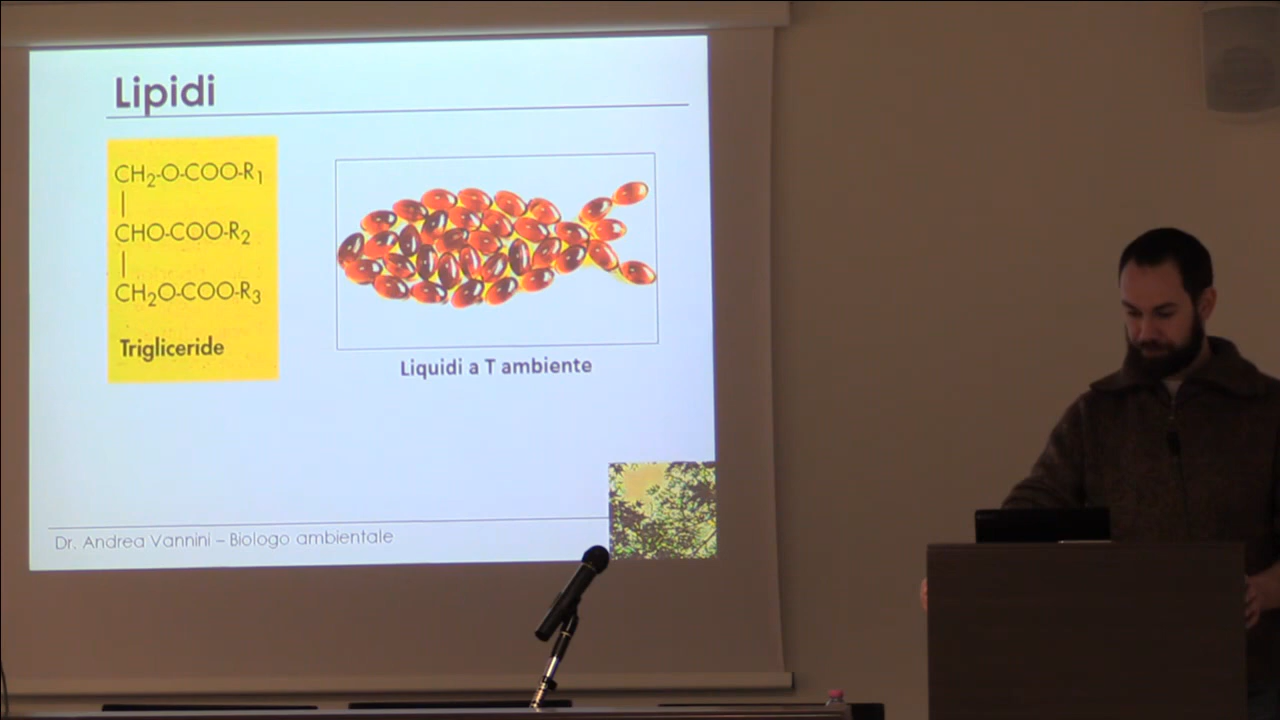 Lipidi
CH2-O-COO-R1
|
CHO-COO-R2
|
CH2O-COO-R3
Trigliceride
Liquidi a T ambiente
Dr. Andrea Vannini – Biologo ambientale